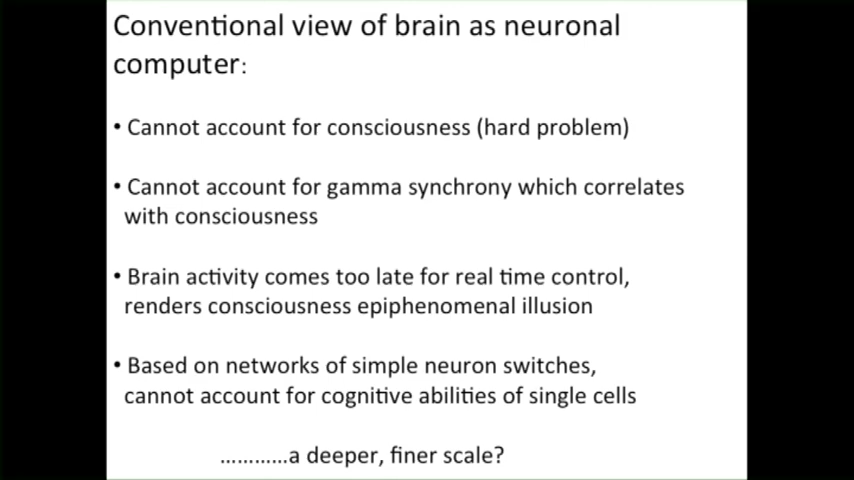 Conventional view of brain as neuronal
computer:
• Cannot account for consciousness (hard problem)
• Cannot account for gamma synchrony which correlates
with consciousness
• Brain activity comes too late for real time control,
renders consciousness epiphenomenal illusion
• Based on networks of simple neuron switches,
cannot account for cognitive abilities of single cells
…………a deeper, finer scale?